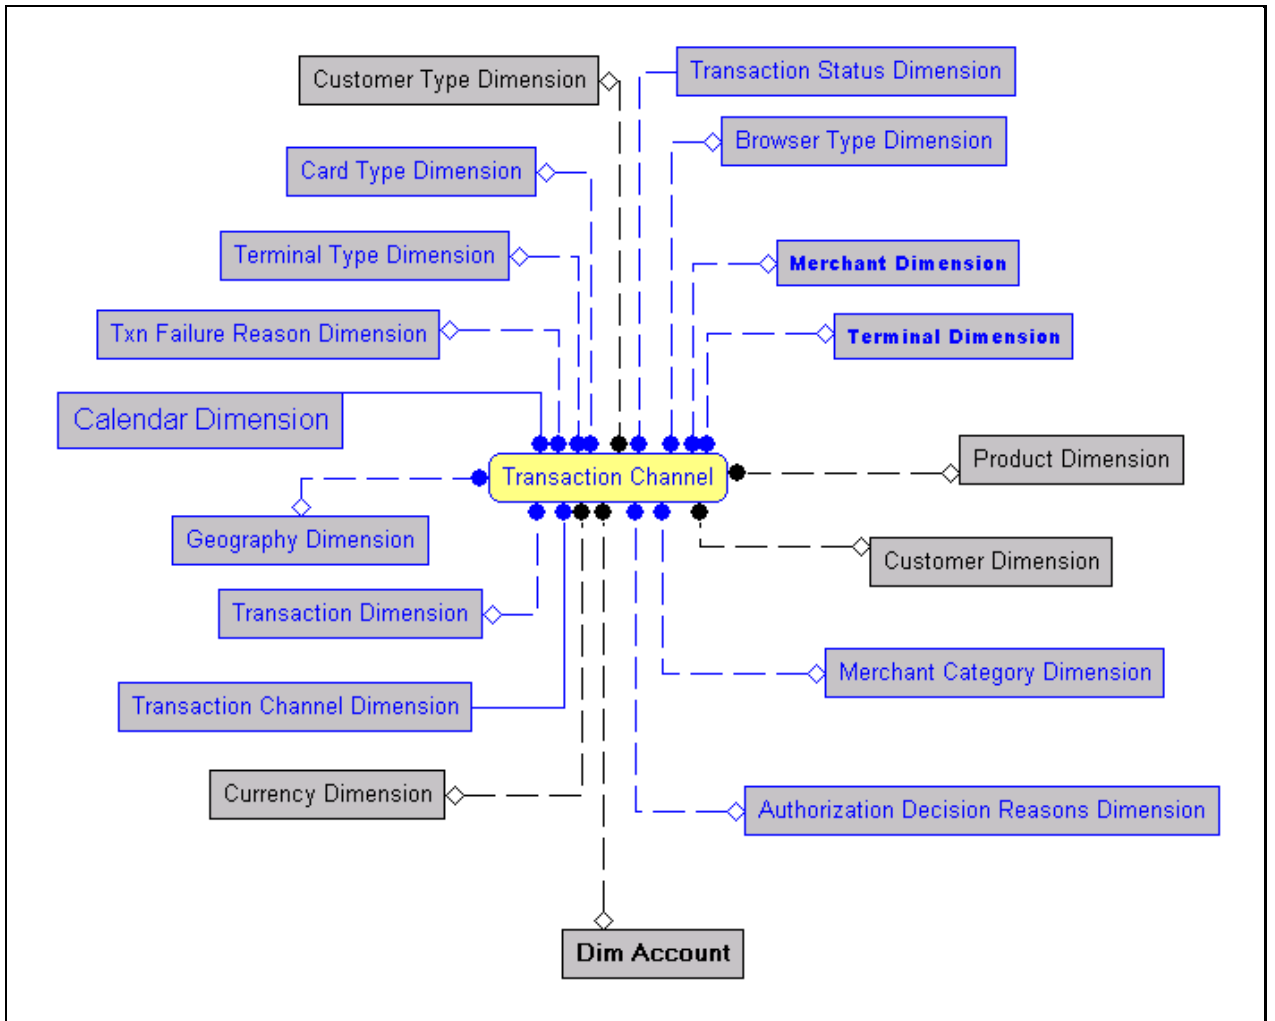 Transaction Status Dimension
Customer Type Dimension
Browser Type Dimension
Card Type Dimension
Terminal Type Dimension
Merchant Dimension
Txn Failure Reason Dimension
Terminal Dimension
Calendar Dimension
Product Dimension
Transaction Channel
Geography Dimension
Customer Dimension
Transaction Dimension
Merchant Category Dimension
Transaction Channel Dimension
Currency Dimension
Authorization Decision Reasons Dimension
Dim Account